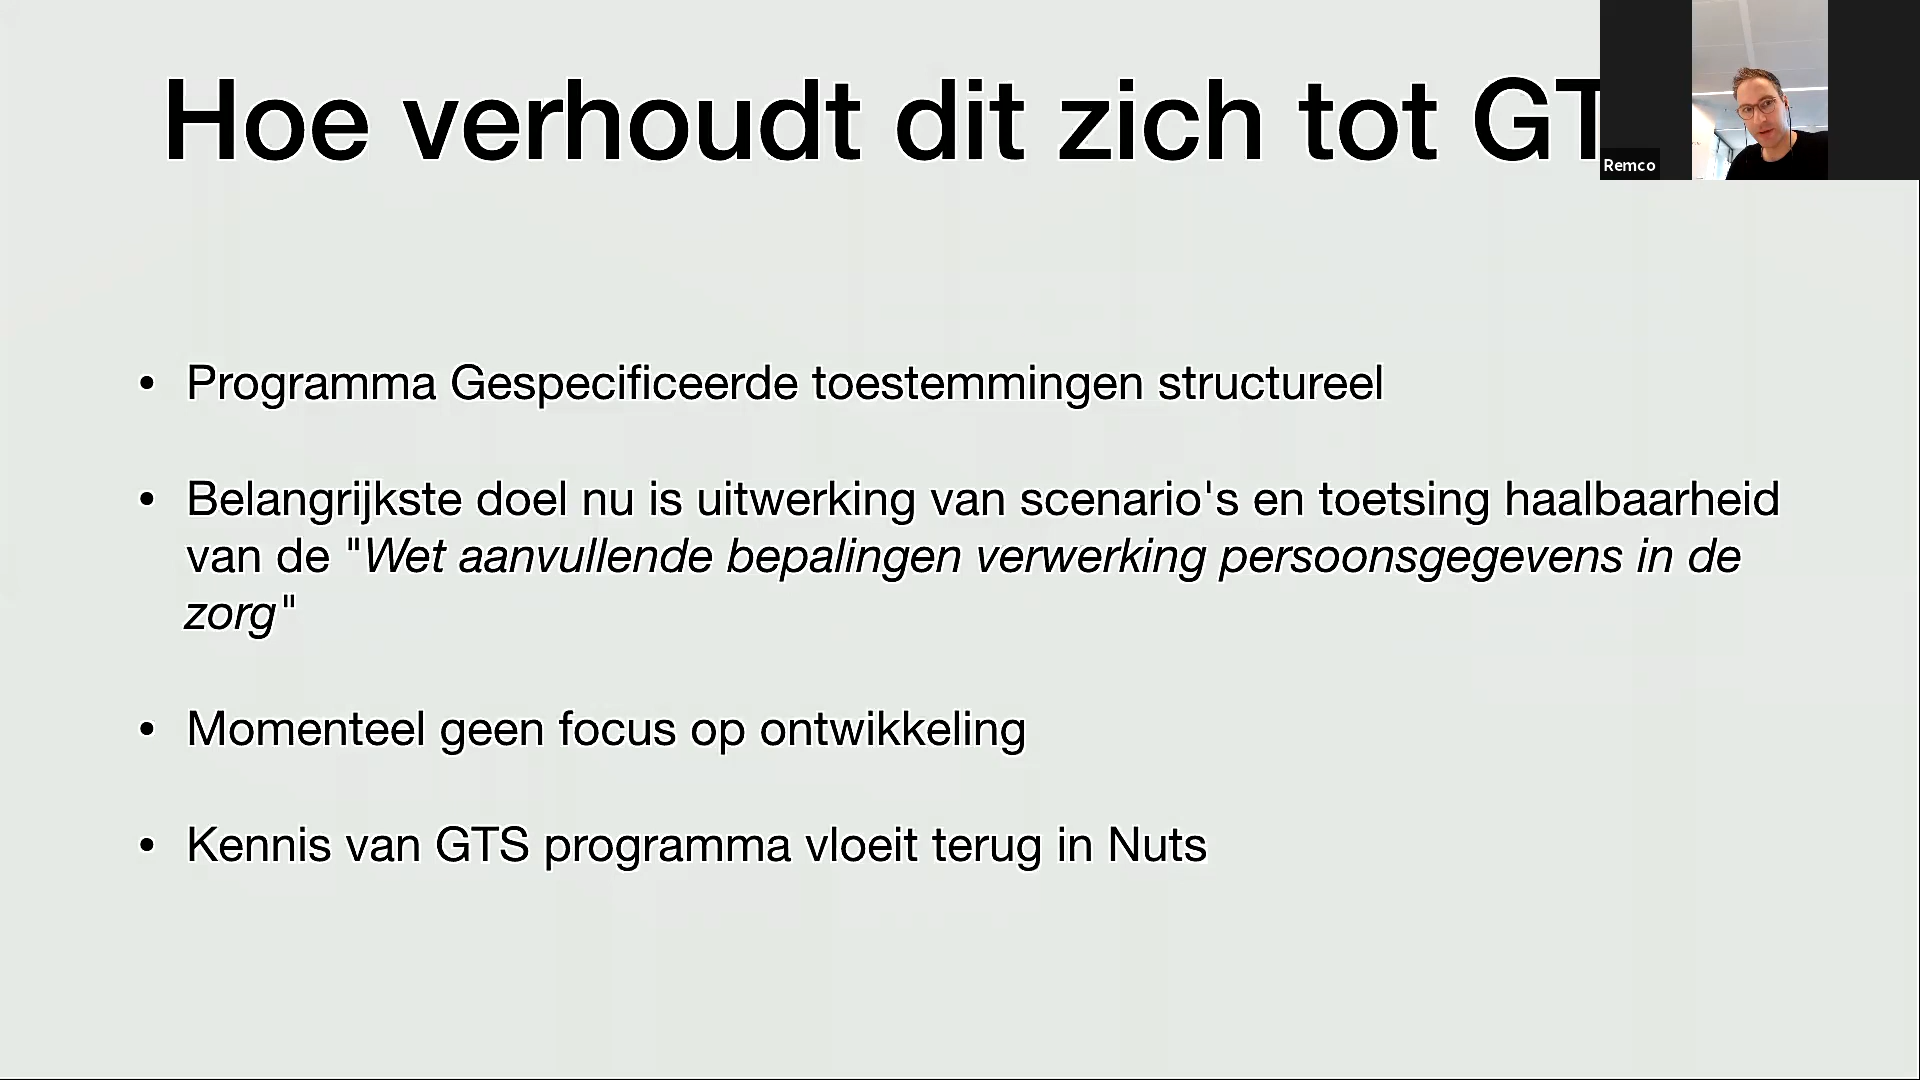 Hoe verhoudt dit zich tot
Remco
• Programma Gespecificeerde toestemmingen structureel
• Belangrijkste doel nu is uitwerking van scenario's en toetsing haalbaarheid
van de "Wet aanvullende bepalingen verwerking persoonsgegevens in de
zorg"
• Momenteel geen focus op ontwikkeling
• Kennis van GTS programma vloeit terug in Nuts